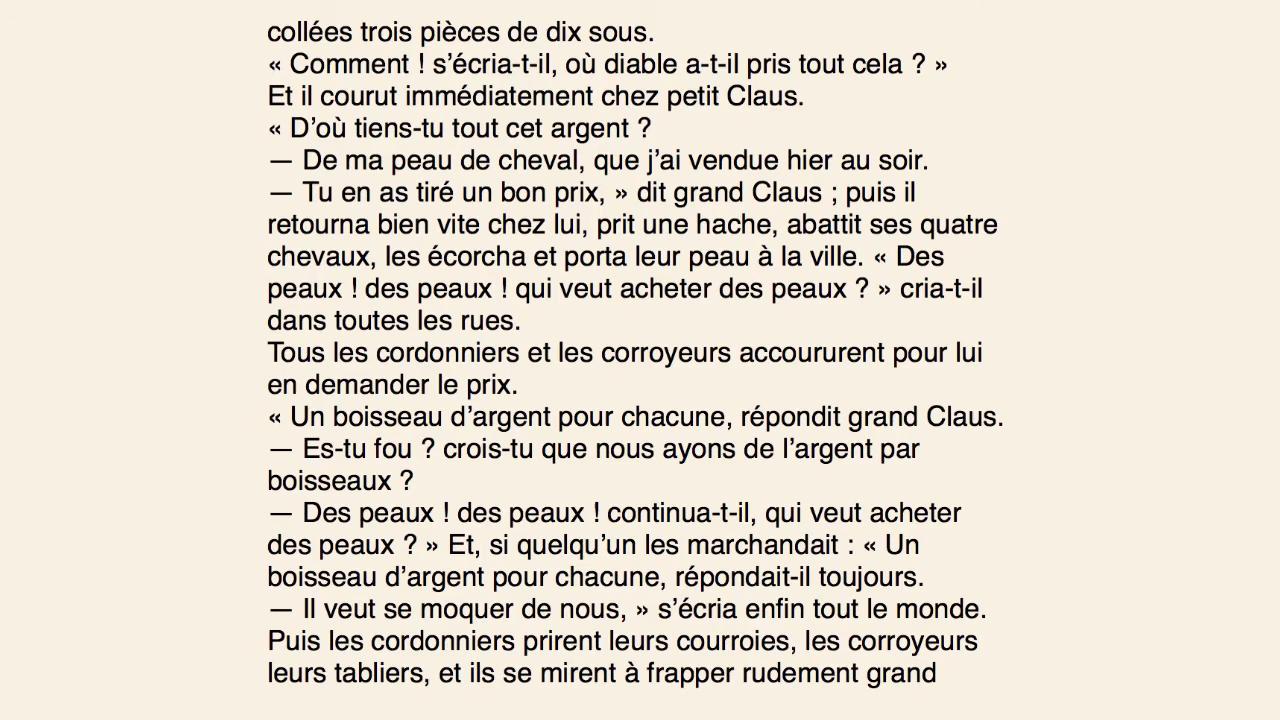 collées trois pièces de dix sous.
« Comment ! s’écria-t-il, où diable a-t-il pris tout cela ? »
Et il courut immédiatement chez petit Claus.
« D’où tiens-tu tout cet argent ?
— De ma peau de cheval, que j’ai vendue hier au soir.
— Tu en as tiré un bon prix, » dit grand Claus ; puis il
retourna bien vite chez lui, prit une hache, abattit ses quatre
chevaux, les écorcha et porta leur peau à la ville. « Des
peaux ! des peaux ! qui veut acheter des peaux ? » cria-t-il
dans toutes les rues.
Tous les cordonniers et les corroyeurs accoururent pour lui
en demander le prix.
« Un boisseau d’argent pour chacune, répondit grand Claus.
— Es-tu fou ? crois-tu que nous ayons de l’argent par
boisseaux ?
— Des peaux ! des peaux ! continua-t-il, qui veut acheter
des peaux ? » Et, si quelqu’un les marchandait : « Un
boisseau d’argent pour chacune, répondait-il toujours.
— Il veut se moquer de nous, » s’écria enfin tout le monde.
Puis les cordonniers prirent leurs courroies, les corroyeurs
leurs tabliers, et ils se mirent à frapper rudement grand